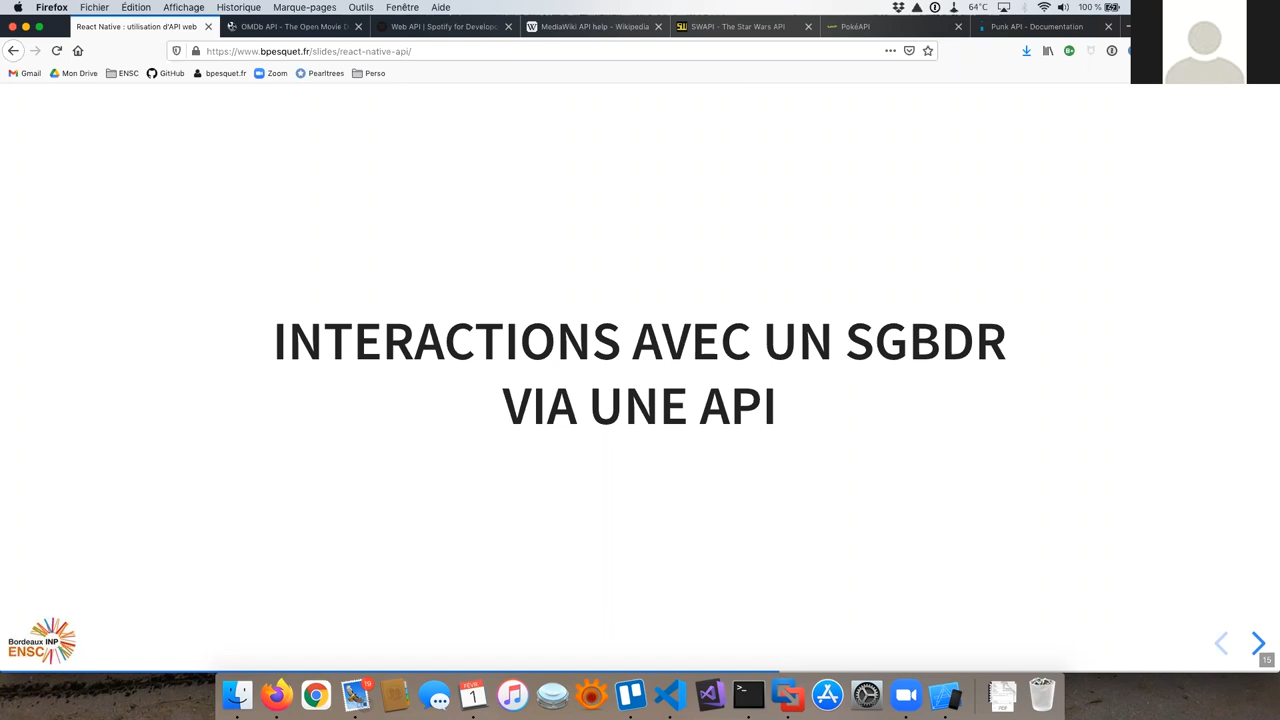 Firefox Fichier Édition Affichage Historique Marque-pages Outils Fenêtre Aide 64°C 100 %
React Native : utilisation d'API web OMDb API - The Open Movie D Web API | Spotify for Develope MediaWiki API help - Wikipedia SWAPI - The Star Wars API PokéAPI Punk API - Documentation
https://www.bpesquet.fr/slides/react-native-api/
Gmail Mon Drive ENSC GitHub bpesquet.fr Zoom Pearltrees Perso
INTERACTIONS AVEC UN SGBDR
VIA UNE API
Bordeaux INP
ENSC
15
19
1
PDF